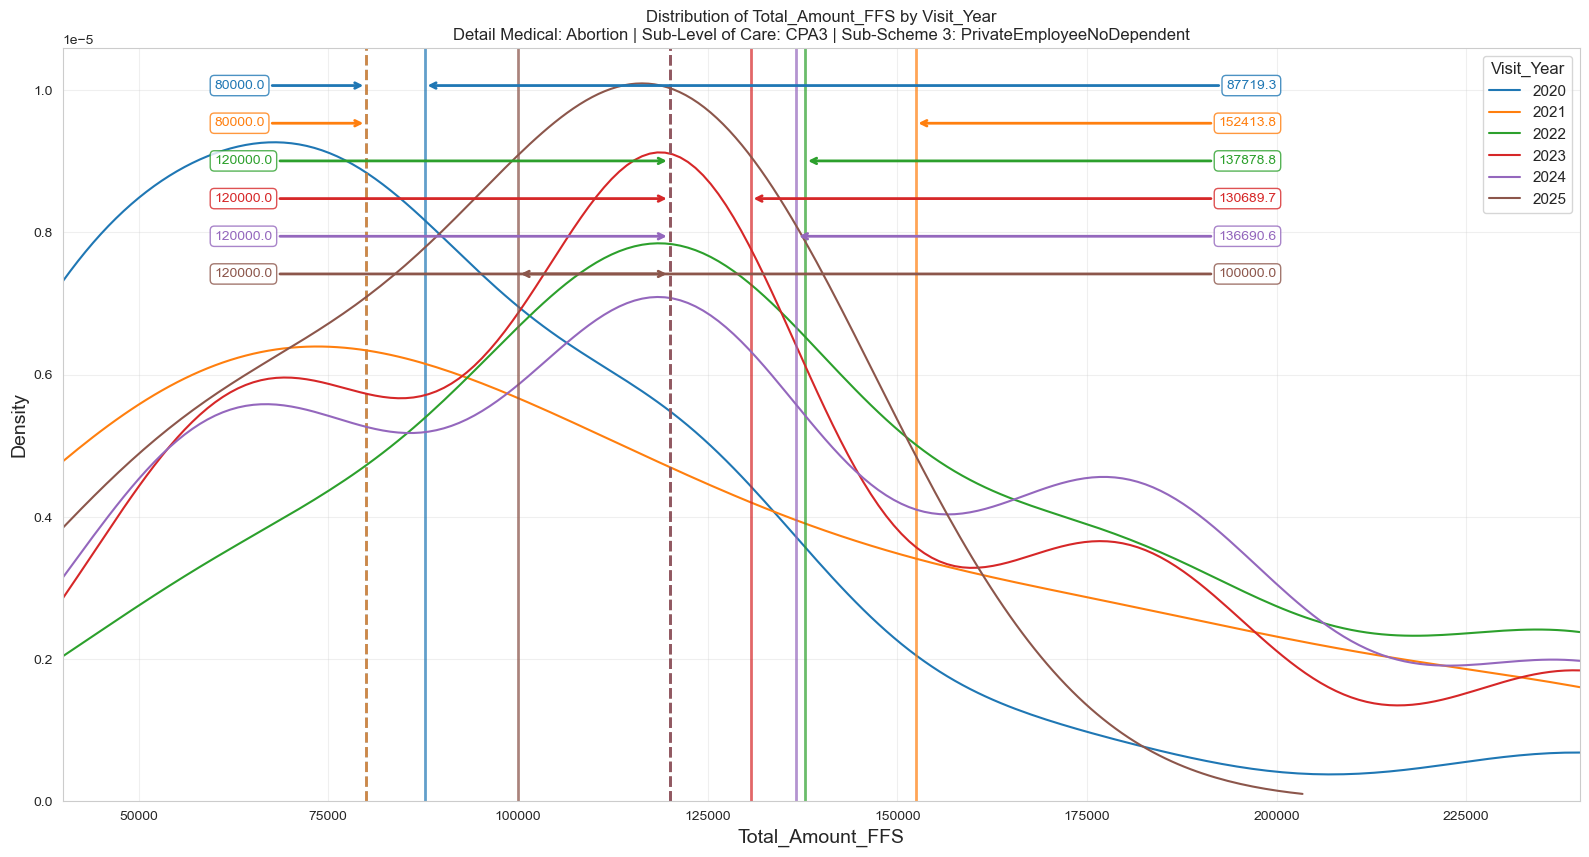 Distribution of Total_Amount_FFS by Visit_Year
Detail Medical: Abortion | Sub-Level of Care: CPA3 | Sub-Scheme 3: PrivateEmployeeNoDependent
1e−5
Visit_Year
2020
2021
2022
2023
2024
2025
80000.0 87719.3
80000.0 152413.8
120000.0 137878.8
120000.0 130689.7
120000.0 136690.6
120000.0 100000.0
1.0
0.8
0.6
0.4
0.2
0.0
Density
50000 75000 100000 125000 150000 175000 200000 225000
Total_Amount_FFS